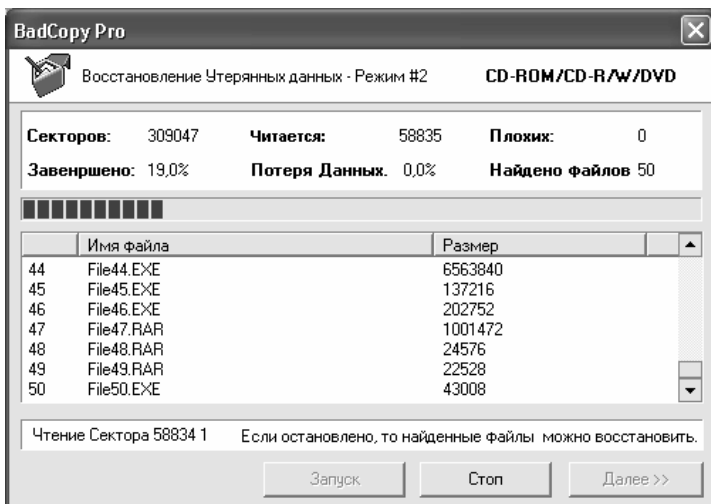 BadCopy Pro
Восстановление Утерянных данных - Режим #2 CD-ROM/CD-R/W/DVD
Секторов: 309047 Читается: 58835 Плохих: 0
Завенршено: 19,0% Потеря Данных. 0,0% Найдено файлов 50
Имя файла Размер
44 File44.EXE 6563840
45 File45.EXE 137216
46 File46.EXE 202752
47 File47.RAR 1001472
48 File48.RAR 24576
49 File49.RAR 22528
50 File50.EXE 43008
Чтение Сектора 58834 1 Если остановлено, то найденные файлы можно восстановить.
Запуск Стоп Далее >>